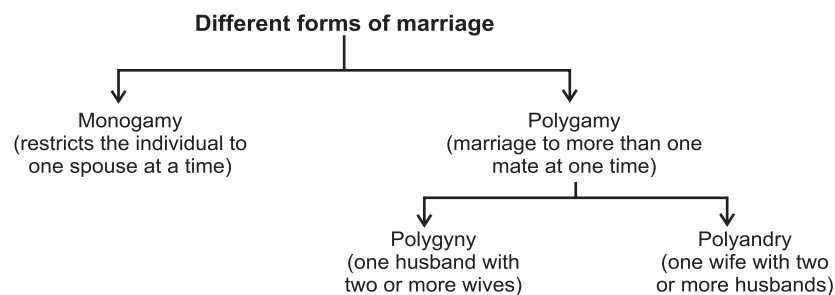 Different forms of marriage
Monogamy
(restricts the individual to
one spouse at a time)
Polygamy
(marriage to more than one
mate at one time)
Polygyny
(one husband with
two or more wives)
Polyandry
(one wife with two
or more husbands)